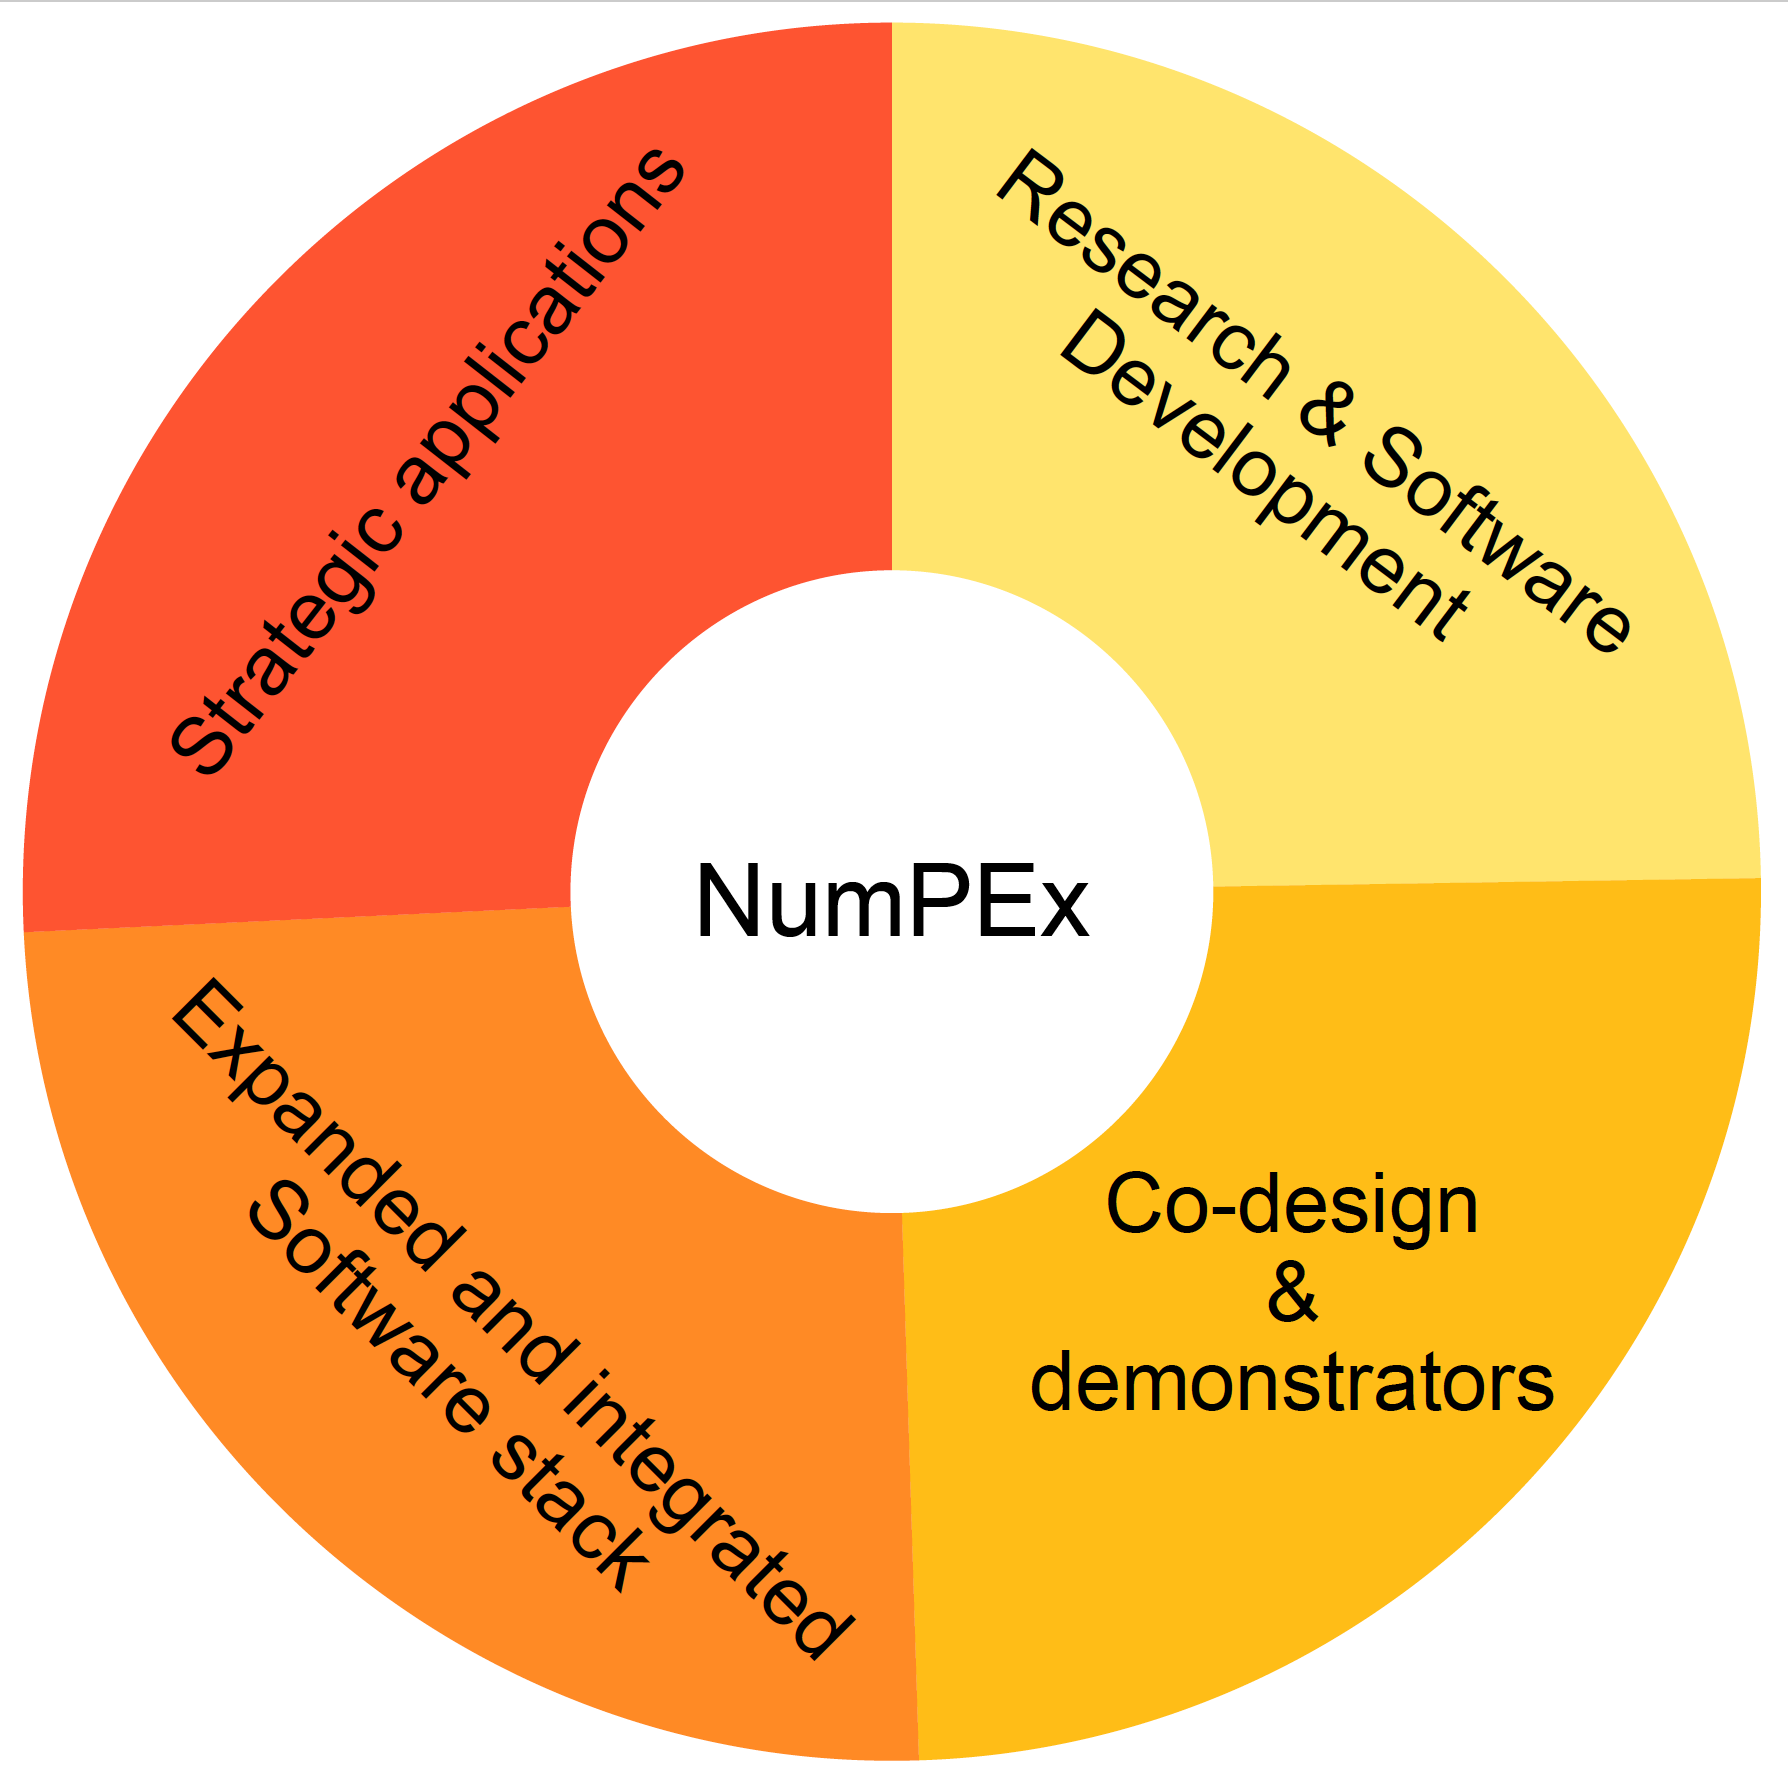 Strategic applications
Research & Software
Development
NumPEx
Expanded and integrated
Software stack
Co-design
&
demonstrators